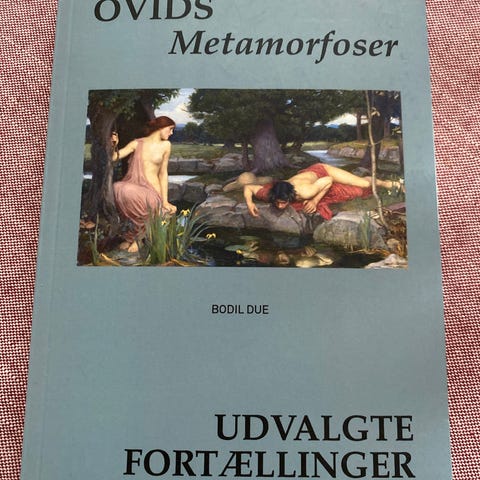 OVIDS
Metamorfoser
BODIL DUE
UDVALGTE
FORTÆLLINGER